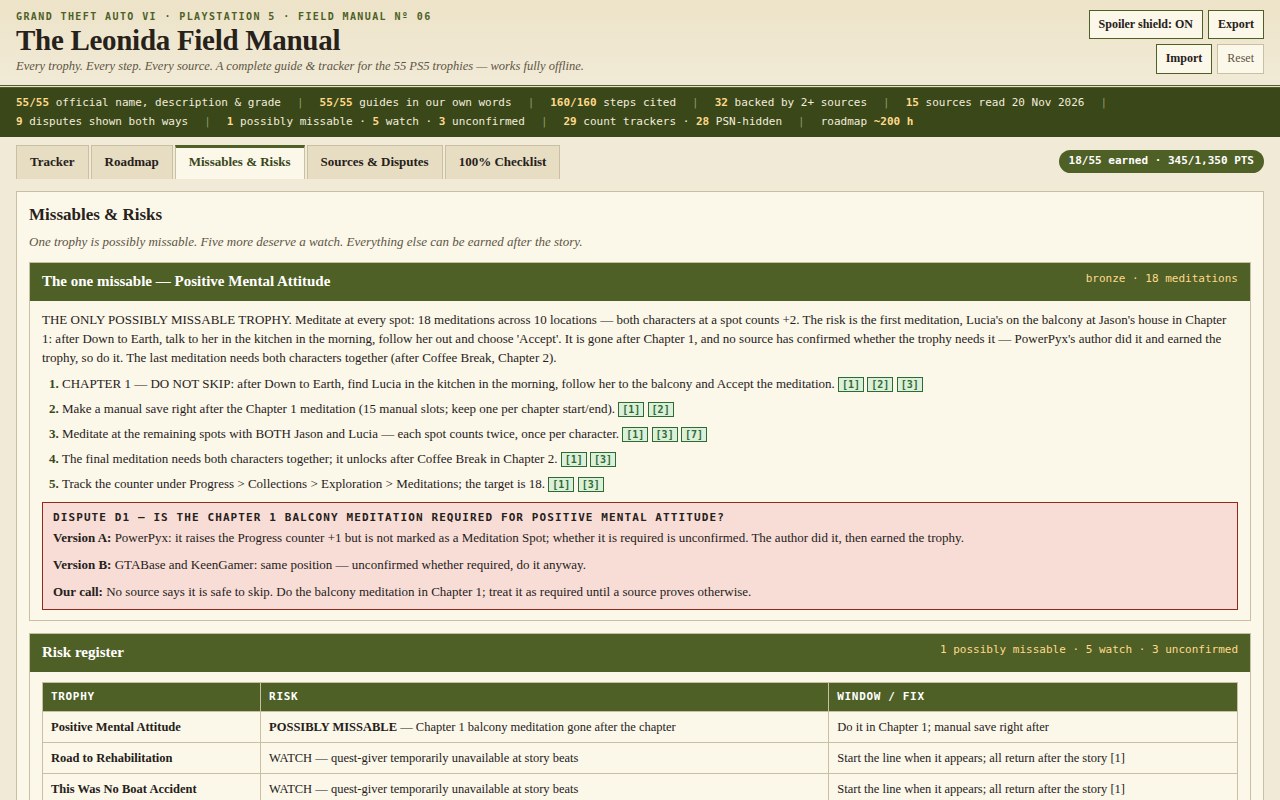 GRAND THEFT AUTO VI · PLAYSTATION 5 · FIELD MANUAL Nº 06
The Leonida Field Manual
Every trophy. Every step. Every source. A complete guide & tracker for the 55 PS5 trophies — works fully offline.
Spoiler shield: ON
Export
Import
Reset
55/55 official name, description & grade | 55/55 guides in our own words | 160/160 steps cited | 32 backed by 2+ sources | 15 sources read 20 Nov 2026 |
9 disputes shown both ways | 1 possibly missable · 5 watch · 3 unconfirmed | 29 count trackers · 28 PSN-hidden | roadmap ~200 h
Tracker
Roadmap
Missables & Risks
Sources & Disputes
100% Checklist
18/55 earned · 345/1,350 PTS
Missables & Risks
One trophy is possibly missable. Five more deserve a watch. Everything else can be earned after the story.
The one missable — Positive Mental Attitude
bronze · 18 meditations
THE ONLY POSSIBLY MISSABLE TROPHY. Meditate at every spot: 18 meditations across 10 locations — both characters at a spot counts +2. The risk is the first meditation, Lucia's on the balcony at Jason's house in Chapter
1: after Down to Earth, talk to her in the kitchen in the morning, follow her out and choose 'Accept'. It is gone after Chapter 1, and no source has confirmed whether the trophy needs it — PowerPyx's author did it and earned the
trophy, so do it. The last meditation needs both characters together (after Coffee Break, Chapter 2).
1. CHAPTER 1 — DO NOT SKIP: after Down to Earth, find Lucia in the kitchen in the morning, follow her to the balcony and Accept the meditation. [1] [2] [3]
2. Make a manual save right after the Chapter 1 meditation (15 manual slots; keep one per chapter start/end). [1] [2]
3. Meditate at the remaining spots with BOTH Jason and Lucia — each spot counts twice, once per character. [1] [3] [7]
4. The final meditation needs both characters together; it unlocks after Coffee Break in Chapter 2. [1] [3]
5. Track the counter under Progress > Collections > Exploration > Meditations; the target is 18. [1] [3]
DISPUTE D1 — IS THE CHAPTER 1 BALCONY MEDITATION REQUIRED FOR POSITIVE MENTAL ATTITUDE?
Version A: PowerPyx: it raises the Progress counter +1 but is not marked as a Meditation Spot; whether it is required is unconfirmed. The author did it, then earned the trophy.
Version B: GTABase and KeenGamer: same position — unconfirmed whether required, do it anyway.
Our call: No source says it is safe to skip. Do the balcony meditation in Chapter 1; treat it as required until a source proves otherwise.
Risk register
1 possibly missable · 5 watch · 3 unconfirmed
TROPHY
RISK
WINDOW / FIX
Positive Mental Attitude
POSSIBLY MISSABLE — Chapter 1 balcony meditation gone after the chapter
Do it in Chapter 1; manual save right after
Road to Rehabilitation
WATCH — quest-giver temporarily unavailable at story beats
Start the line when it appears; all return after the story [1]
This Was No Boat Accident
WATCH — quest-giver temporarily unavailable at story beats
Start the line when it appears; all return after the story [1]